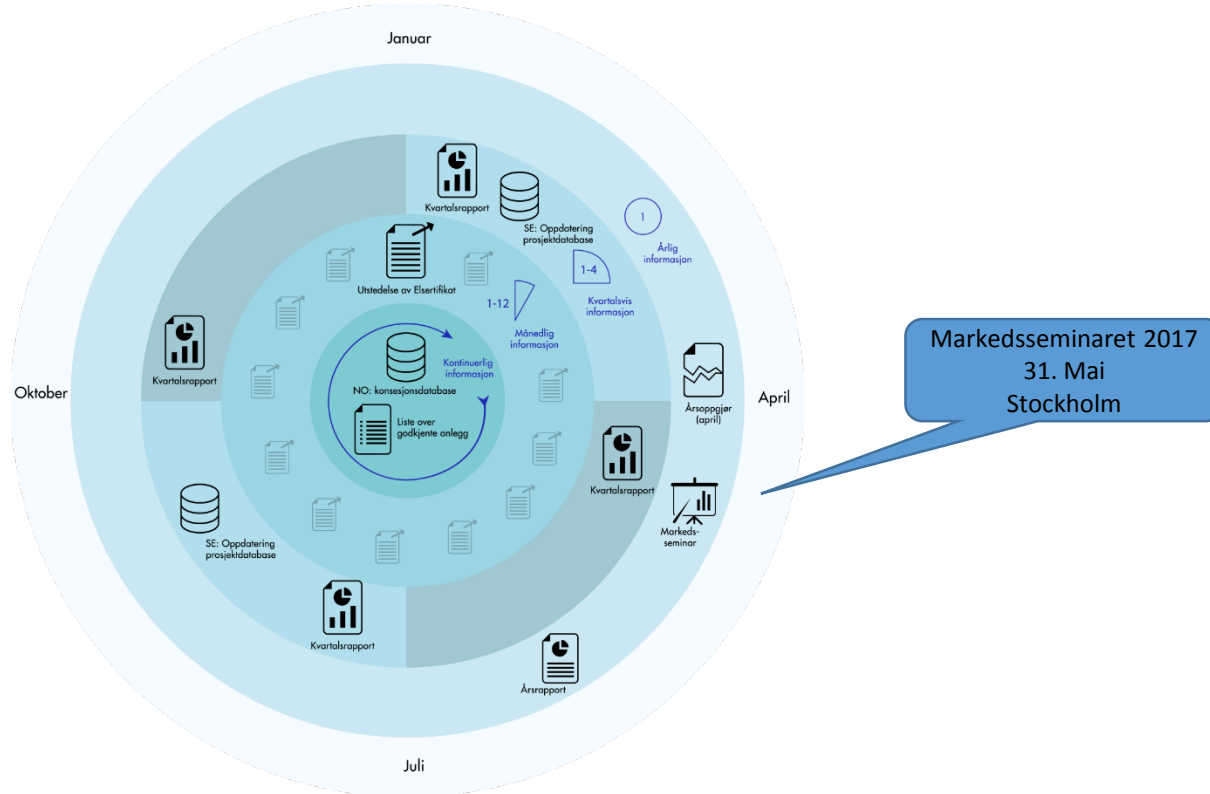 Januar
Kvartalsrapport
SE: Oppdatering
prosjektdatabase
1
Årlig
informasjon
1-4
Kvartalsvis
informasjon
Utstedelse av Elsertifikat
1-12
Månedlig
informasjon
Kontinuerlig
informasjon
NO: konsesjonsdatabase
Liste over
godkjente anlegg
Kvartalsrapport
Oktober
Årsoppgjør
(april)
April
Markedsseminaret 2017
31. Mai
Stockholm
Kvartalsrapport
Markeds-
seminar
SE: Oppdatering
prosjektdatabase
Kvartalsrapport
Årsrapport
Juli